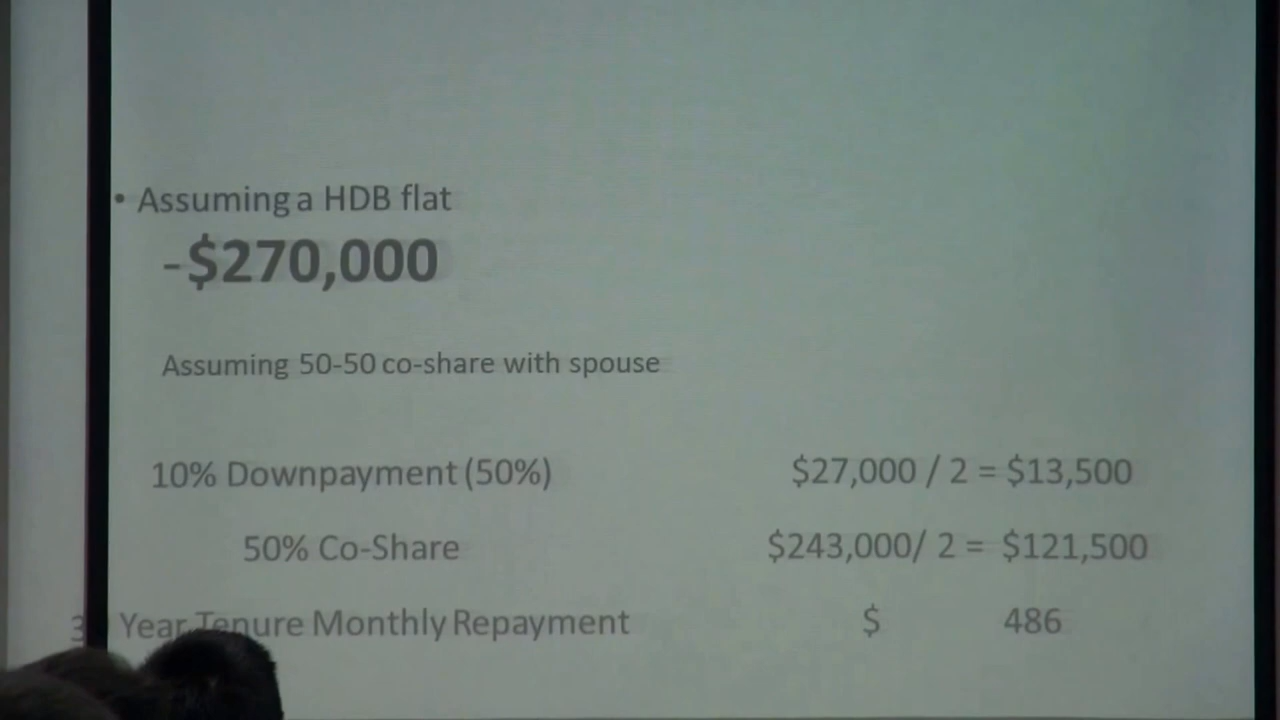 • Assuming a HDB flat
-$270,000
Assuming 50-50 co-share with spouse
10% Downpayment (50%) $27,000 / 2 = $13,500
50% Co-Share $243,000/ 2 = $121,500
Year Tenure Monthly Repayment $ 486